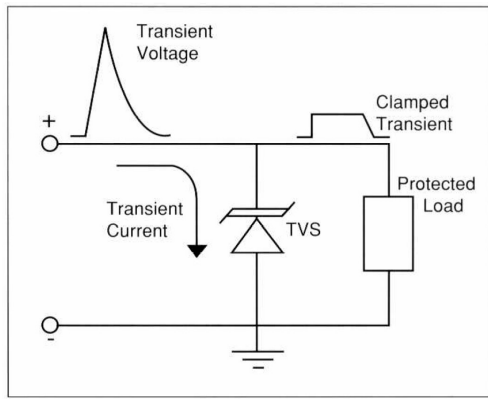 Transient
Voltage
Clamped
Transient
+
Protected
Load
Transient
Current
TVS
-